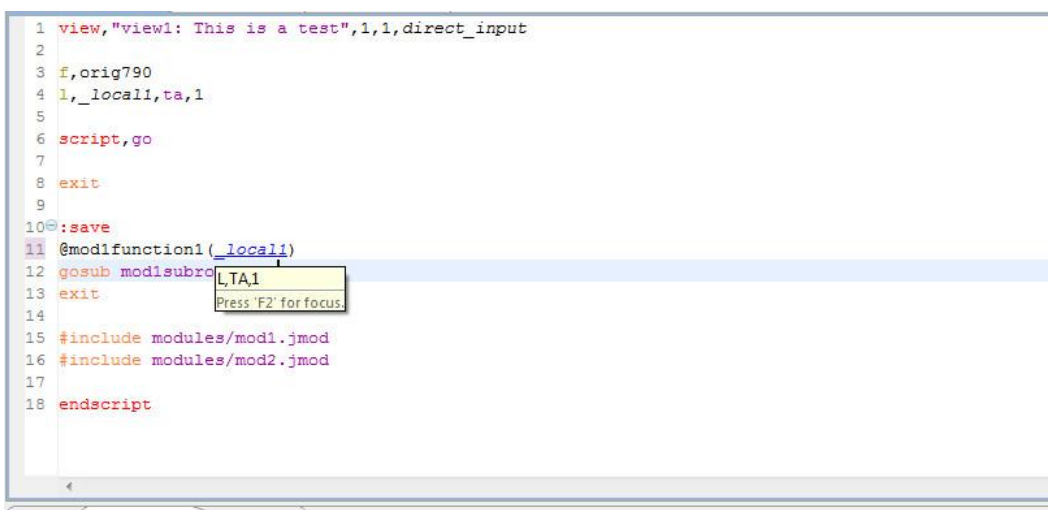 1 view,"view1: This is a test",1,1,direct_input
2
3 f,orig790
4 l,_local1,ta,1
5
6 script,go
7
8 exit
9
10 :save
11 @mod1function1(_local1)
12 gosub mod1subro
L,TA,1
13 exit
Press 'F2' for focus.
14
15 #include modules/mod1.jmod
16 #include modules/mod2.jmod
17
18 endscript